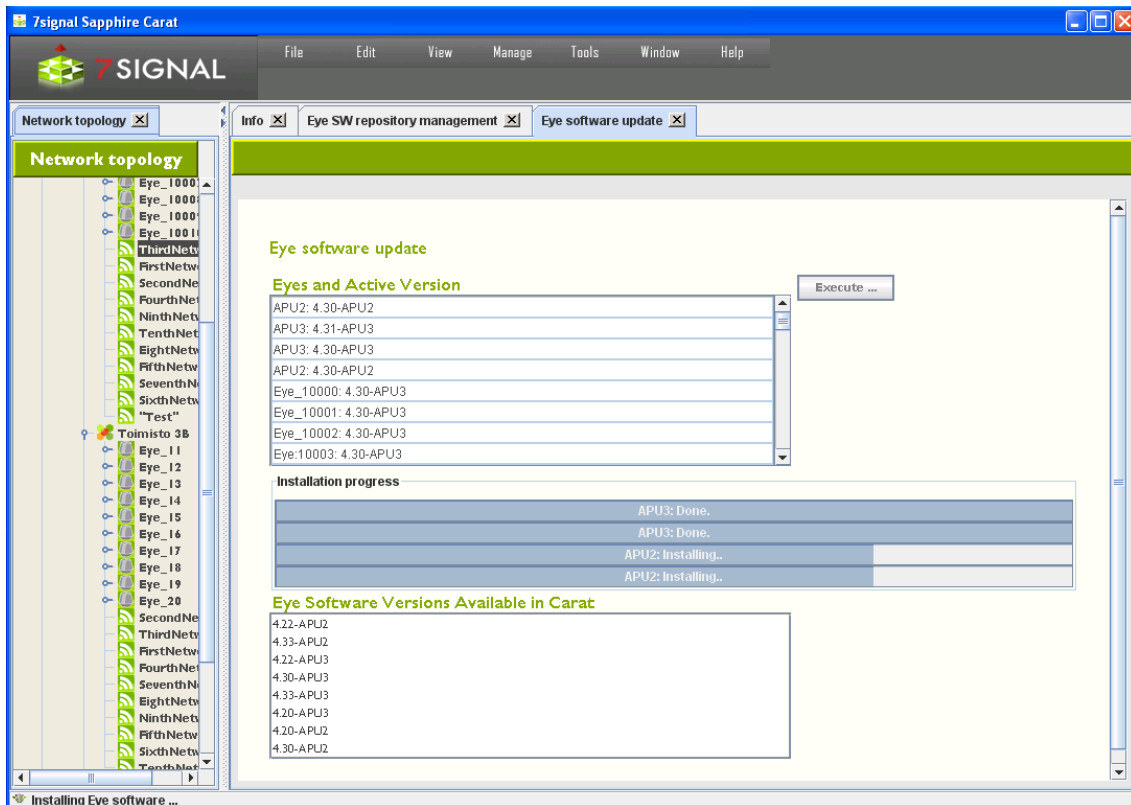 7signal Sapphire Carat
7SIGNAL
File Edit View Manage Tools Window Help
Network topology
Info
Eye SW repository management
Eye software update
Network topology
Eye_1000
Eye_1000
Eye_1000
Eye_1001
ThirdNetw
FirstNetw
SecondNe
FourthNet
NinthNetw
TenthNet
EightNetw
FifthNetw
SeventhN
SixthNetw
"Test"
Toimisto 3B
Eye_11
Eye_12
Eye_13
Eye_14
Eye_15
Eye_16
Eye_17
Eye_18
Eye_19
Eye_20
SecondNe
ThirdNetw
FirstNetw
FourthNet
SeventhN
EightNetw
NinthNetw
FifthNetw
SixthNetw
TenthNet
Eye software update
Eyes and Active Version
Execute ...
APU2: 4.30-APU2
APU3: 4.31-APU3
APU3: 4.30-APU3
APU2: 4.30-APU2
Eye_10000: 4.30-APU3
Eye_10001: 4.30-APU3
Eye_10002: 4.30-APU3
Eye:10003: 4.30-APU3
Installation progress
APU3: Done.
APU3: Done.
APU2: Installing..
APU2: Installing..
Eye Software Versions Available in Carat
4.22-APU2
4.33-APU2
4.22-APU3
4.30-APU3
4.33-APU3
4.20-APU3
4.20-APU2
4.30-APU2
Installing Eye software ...